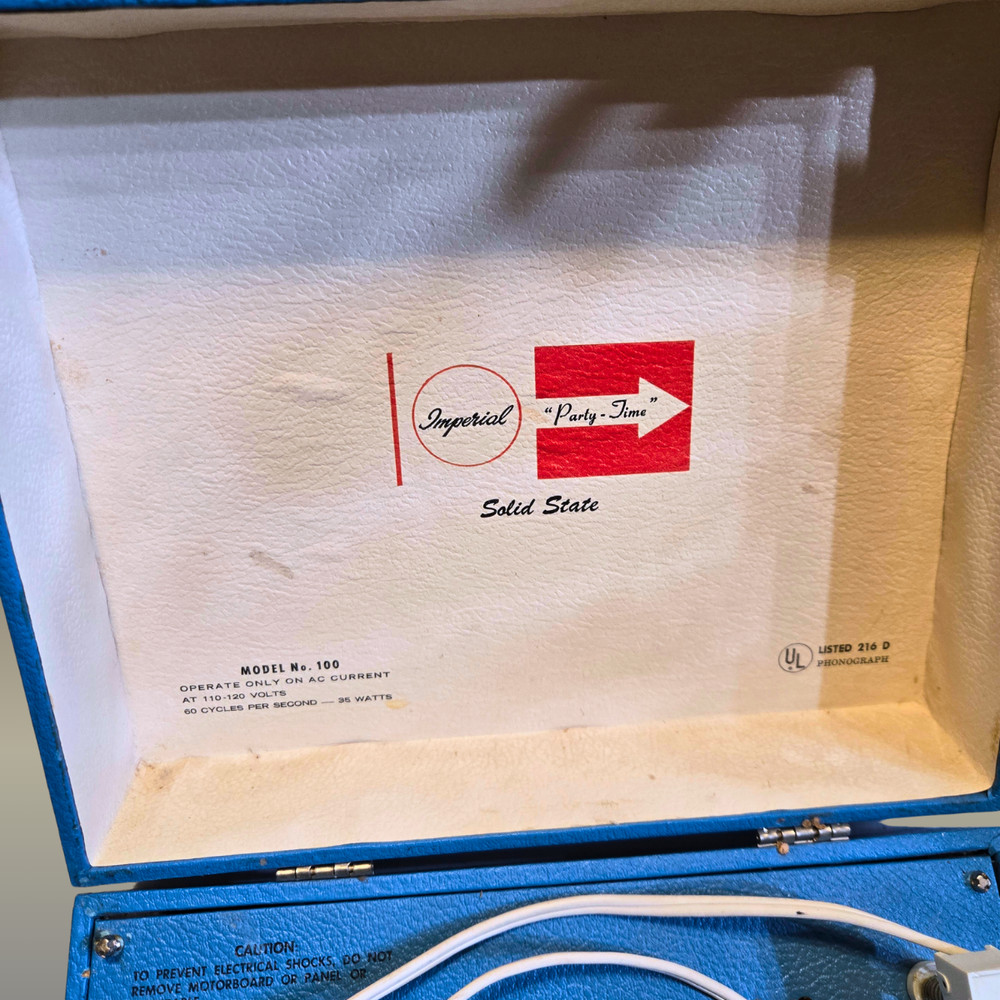 Imperial
"Party-Time"
Solid State
MODEL No. 100
OPERATE ONLY ON AC CURRENT
AT 110-120 VOLTS
60 CYCLES PER SECOND — 35 WATTS
UL
LISTED 216 D
PHONOGRAPH
CAUTION:
TO PREVENT ELECTRICAL SHOCKS, DO NOT
REMOVE MOTORBOARD OR PANEL OR